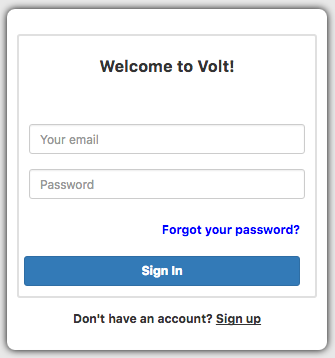 Welcome to Volt!
Your email
Password
Forgot your password?
Sign In
Don't have an account? Sign up